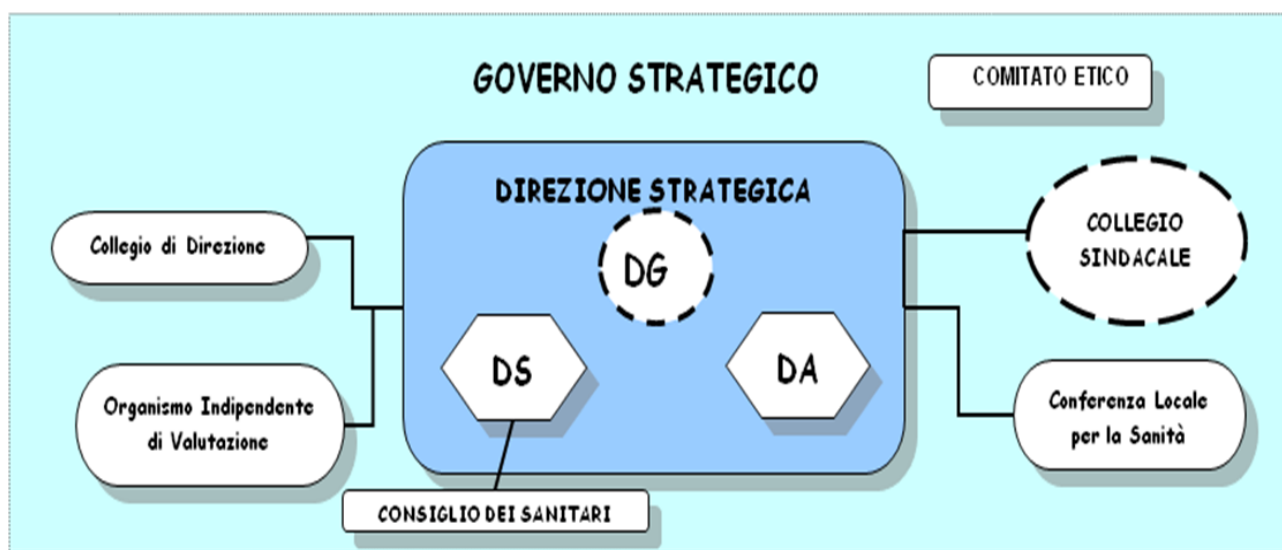 GOVERNO STRATEGICO
COMITATO ETICO
DIREZIONE STRATEGICA
Collegio di Direzione
DG
COLLEGIO
SINDACALE
DS
DA
Organismo Indipendente
di Valutazione
Conferenza Locale
per la Sanità
CONSIGLIO DEI SANITARI